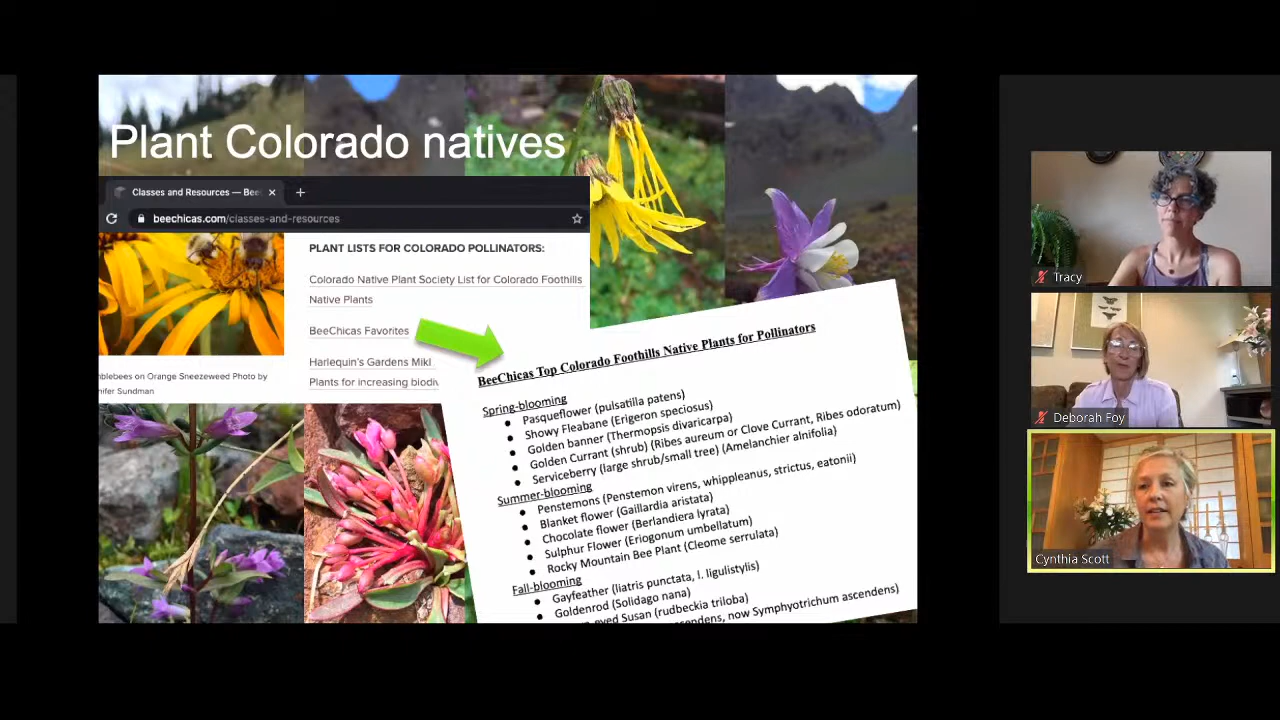 Plant Colorado natives
Classes and Resources — Bee
beechicas.com/classes-and-resources
PLANT LISTS FOR COLORADO POLLINATORS:
Colorado Native Plant Society List for Colorado Foothills
Native Plants
BeeChicas Favorites
Harlequin's Gardens Mikl
Plants for increasing biodiv
mblebees on Orange Sneezeweed Photo by
nifer Sundman
BeeChicas Top Colorado Foothills Native Plants for Pollinators
Spring-blooming
● Pasqueflower (pulsatilla patens)
● Showy Fleabane (Erigeron speciosus)
● Golden banner (Thermopsis divaricarpa)
● Golden Currant (shrub) (Ribes aureum or Clove Currant, Ribes odoratum)
● Serviceberry (large shrub/small tree) (Amelanchier alnifolia)
Summer-blooming
● Penstemons (Penstemon virens, whippleanus, strictus, eatonii)
● Blanket flower (Gaillardia aristata)
● Chocolate flower (Berlandiera lyrata)
● Sulphur Flower (Eriogonum umbellatum)
● Rocky Mountain Bee Plant (Cleome serrulata)
Fall-blooming
● Gayfeather (liatris punctata, l. ligulistylis)
● Goldenrod (Solidago nana)
eyed Susan (rudbeckia triloba)
now Symphyotrichum ascendens)
Tracy
Deborah Foy
Cynthia Scott